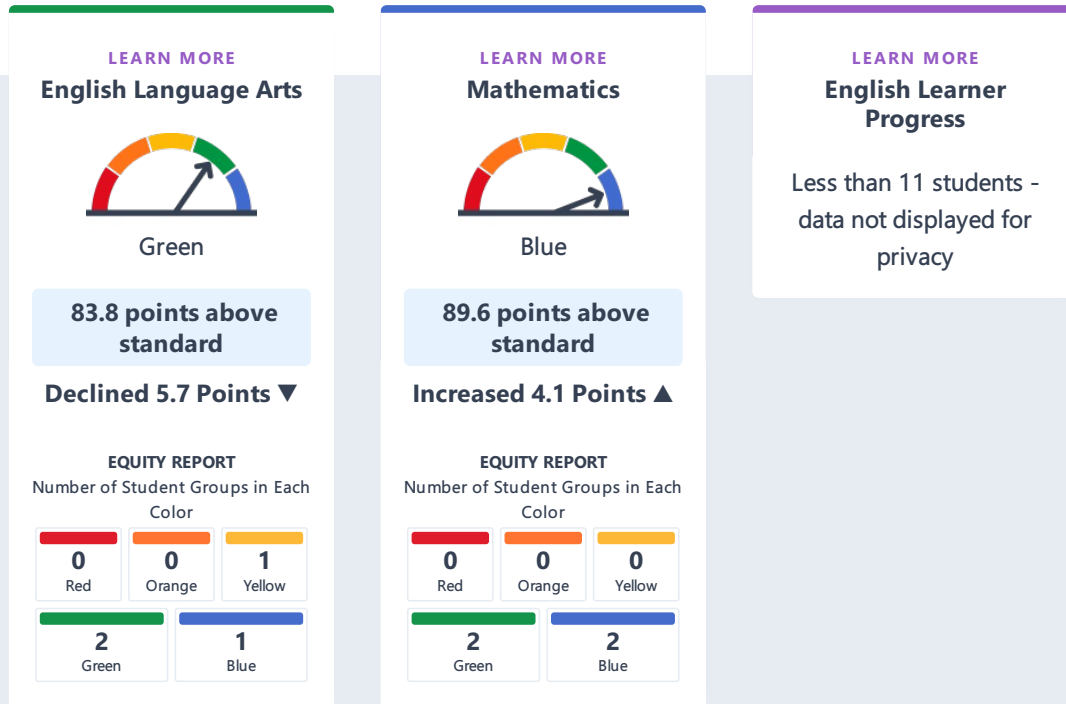 LEARN MORE
English Language Arts
Green
83.8 points above
standard
Declined 5.7 Points ▼
EQUITY REPORT
Number of Student Groups in Each
Color
0
Red
0
Orange
1
Yellow
2
Green
1
Blue
LEARN MORE
Mathematics
Blue
89.6 points above
standard
Increased 4.1 Points ▲
EQUITY REPORT
Number of Student Groups in Each
Color
0
Red
0
Orange
0
Yellow
2
Green
2
Blue
LEARN MORE
English Learner
Progress
Less than 11 students -
data not displayed for
privacy